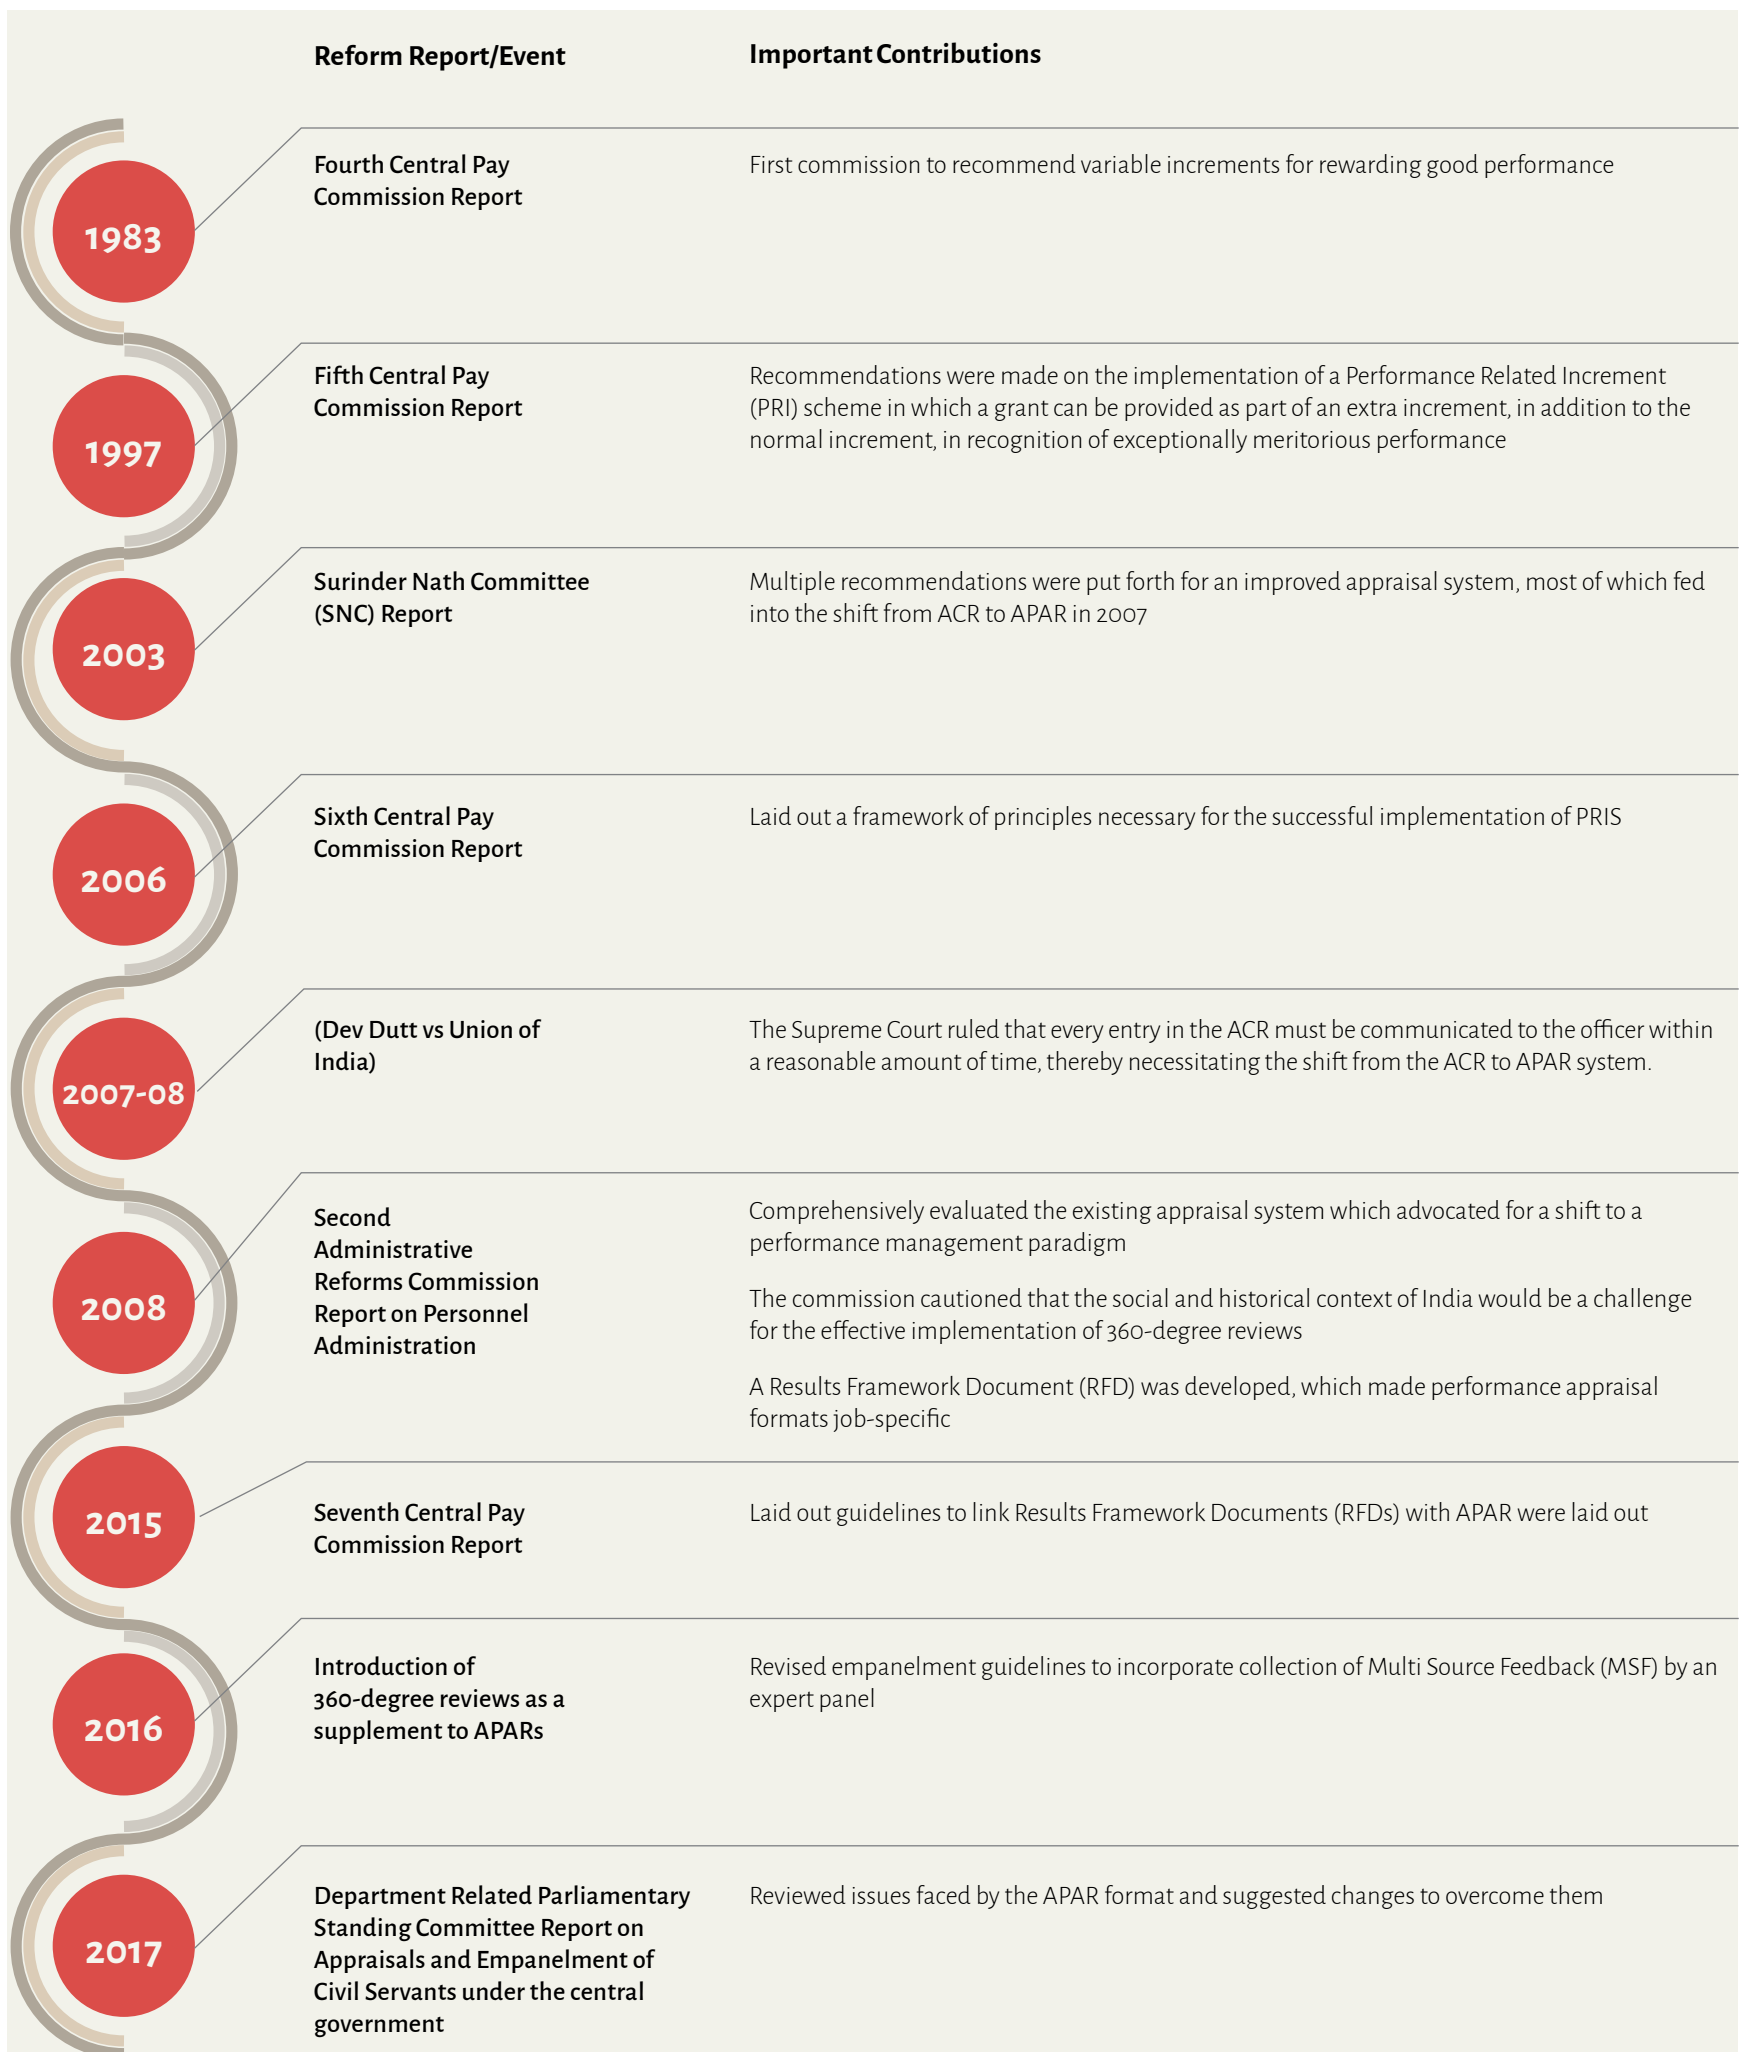 Reform Report/Event
Important Contributions
1983
Fourth Central Pay
Commission Report
First commission to recommend variable increments for rewarding good performance
1997
Fifth Central Pay
Commission Report
Recommendations were made on the implementation of a Performance Related Increment
(PRI) scheme in which a grant can be provided as part of an extra increment, in addition to the
normal increment, in recognition of exceptionally meritorious performance
2003
Surinder Nath Committee
(SNC) Report
Multiple recommendations were put forth for an improved appraisal system, most of which fed
into the shift from ACR to APAR in 2007
2006
Sixth Central Pay
Commission Report
Laid out a framework of principles necessary for the successful implementation of PRIS
2007-08
(Dev Dutt vs Union of
India)
The Supreme Court ruled that every entry in the ACR must be communicated to the officer within
a reasonable amount of time, thereby necessitating the shift from the ACR to APAR system.
2008
Second
Administrative
Reforms Commission
Report on Personnel
Administration
Comprehensively evaluated the existing appraisal system which advocated for a shift to a
performance management paradigm
The commission cautioned that the social and historical context of India would be a challenge
for the effective implementation of 360-degree reviews
A Results Framework Document (RFD) was developed, which made performance appraisal
formats job-specific
2015
Seventh Central Pay
Commission Report
Laid out guidelines to link Results Framework Documents (RFDs) with APAR were laid out
2016
Introduction of
360-degree reviews as a
supplement to APARs
Revised empanelment guidelines to incorporate collection of Multi Source Feedback (MSF) by an
expert panel
2017
Department Related Parliamentary
Standing Committee Report on
Appraisals and Empanelment of
Civil Servants under the central
government
Reviewed issues faced by the APAR format and suggested changes to overcome them